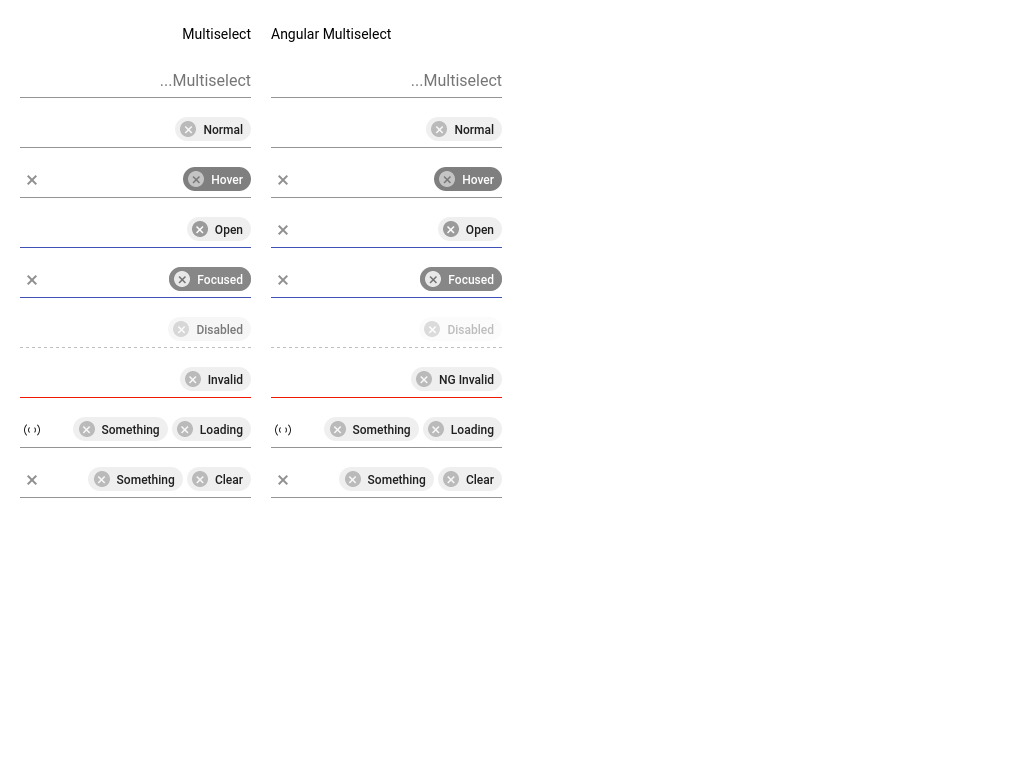 Multiselect Angular Multiselect
...Multiselect ...Multiselect
Normal Normal
Hover Hover
Open Open
Focused Focused
Disabled Disabled
Invalid NG Invalid
Something Loading Something Loading
Something Clear Something Clear